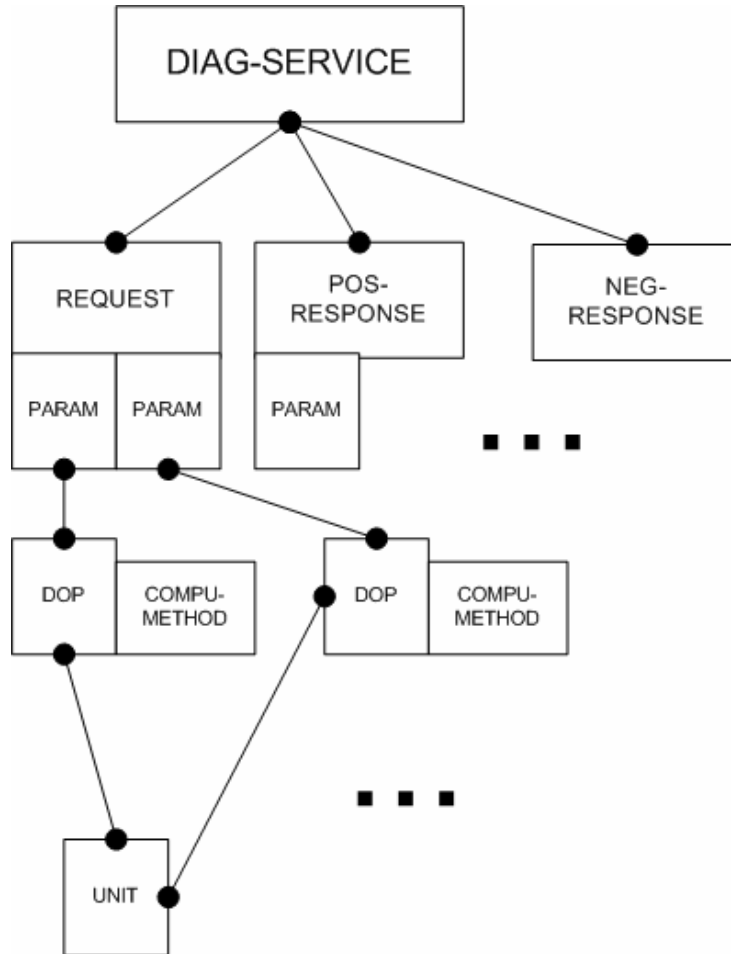 DIAG-SERVICE
REQUEST
POS-
RESPONSE
NEG-
RESPONSE
PARAM
PARAM
PARAM
DOP
COMPU-
METHOD
DOP
COMPU-
METHOD
UNIT